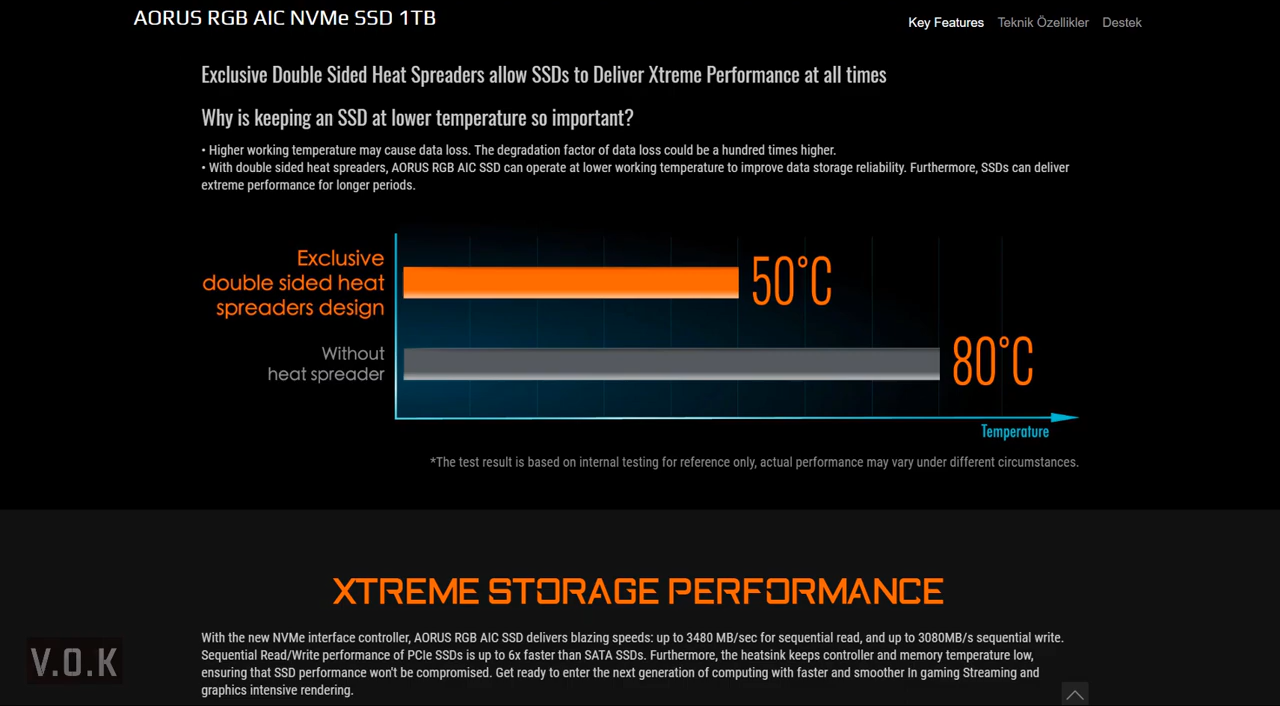 AORUS RGB AIC NVMe SSD 1TB
Key Features Teknik Özellikler Destek
Exclusive Double Sided Heat Spreaders allow SSDs to Deliver Xtreme Performance at all times
Why is keeping an SSD at lower temperature so important?
• Higher working temperature may cause data loss. The degradation factor of data loss could be a hundred times higher.
• With double sided heat spreaders, AORUS RGB AIC SSD can operate at lower working temperature to improve data storage reliability. Furthermore, SSDs can deliver
extreme performance for longer periods.
Exclusive
double sided heat
spreaders design
50°C
Without
heat spreader
80°C
Temperature
*The test result is based on internal testing for reference only, actual performance may vary under different circumstances.
XTREME STORAGE PERFORMANCE
With the new NVMe interface controller, AORUS RGB AIC SSD delivers blazing speeds: up to 3480 MB/sec for sequential read, and up to 3080MB/s sequential write.
Sequential Read/Write performance of PCIe SSDs is up to 6x faster than SATA SSDs. Furthermore, the heatsink keeps controller and memory temperature low,
ensuring that SSD performance won't be compromised. Get ready to enter the next generation of computing with faster and smoother In gaming Streaming and
graphics intensive rendering.
V.O.K